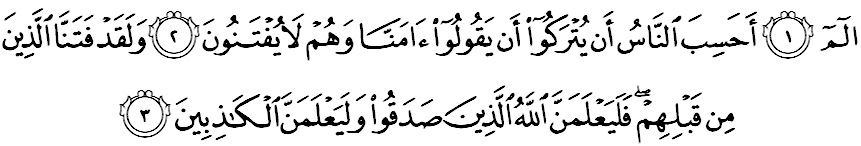 الٓمٓ ١ أَحَسِبَ ٱلنَّاسُ أَن يُتْرَكُوٓا۟ أَن يَقُولُوٓا۟ ءَامَنَّا وَهُمْ لَا يُفْتَنُونَ ٢ وَلَقَدْ فَتَنَّا ٱلَّذِينَ
مِن قَبْلِهِمْ ۖ فَلَيَعْلَمَنَّ ٱللَّهُ ٱلَّذِينَ صَدَقُوا۟ وَلَيَعْلَمَنَّ ٱلْكَـٰذِبِينَ ٣